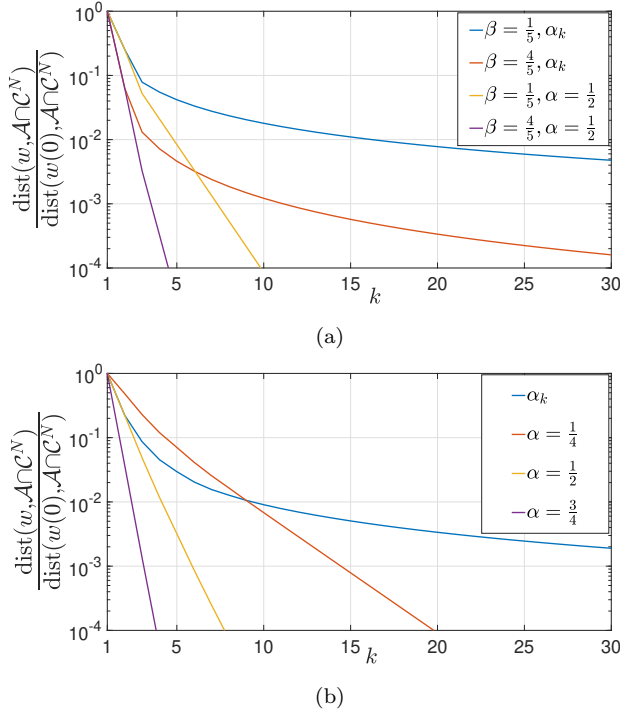 10^0
10^{-1}
10^{-2}
10^{-3}
10^{-4}
dist(w,𝒜∩𝒞^N)
dist(w(0),𝒜∩𝒞^N)
β = 1/5, α_k
β = 4/5, α_k
β = 1/5, α = 1/2
β = 4/5, α = 1/2
1 5 10 15 20 25 30
k
(a)
10^0
10^{-1}
10^{-2}
10^{-3}
10^{-4}
dist(w,𝒜∩𝒞^N)
dist(w(0),𝒜∩𝒞^N)
α_k
α = 1/4
α = 1/2
α = 3/4
1 5 10 15 20 25 30
k
(b)